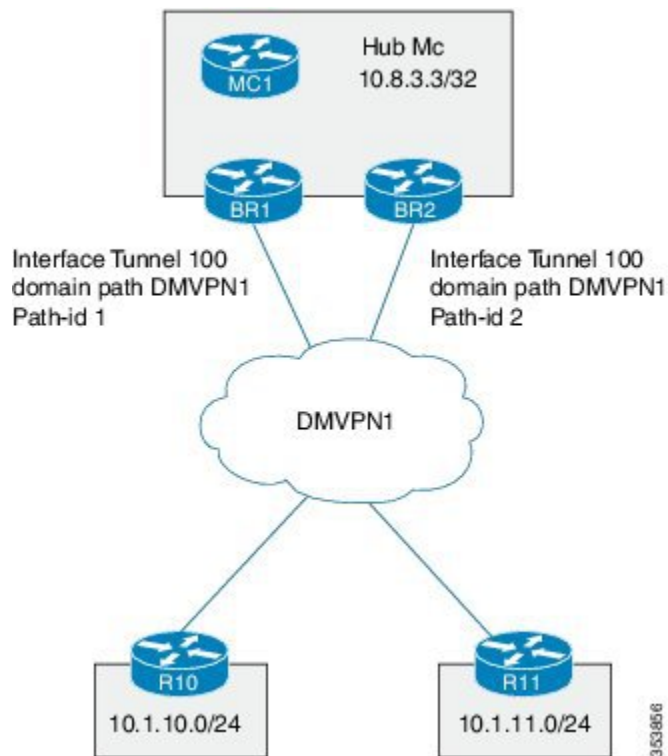 MC1
Hub Mc
10.8.3.3/32
BR1
BR2
Interface Tunnel 100
domain path DMVPN1
Path-id 1
Interface Tunnel 100
domain path DMVPN1
Path-id 2
DMVPN1
R10
R11
10.1.10.0/24
10.1.11.0/24
353856